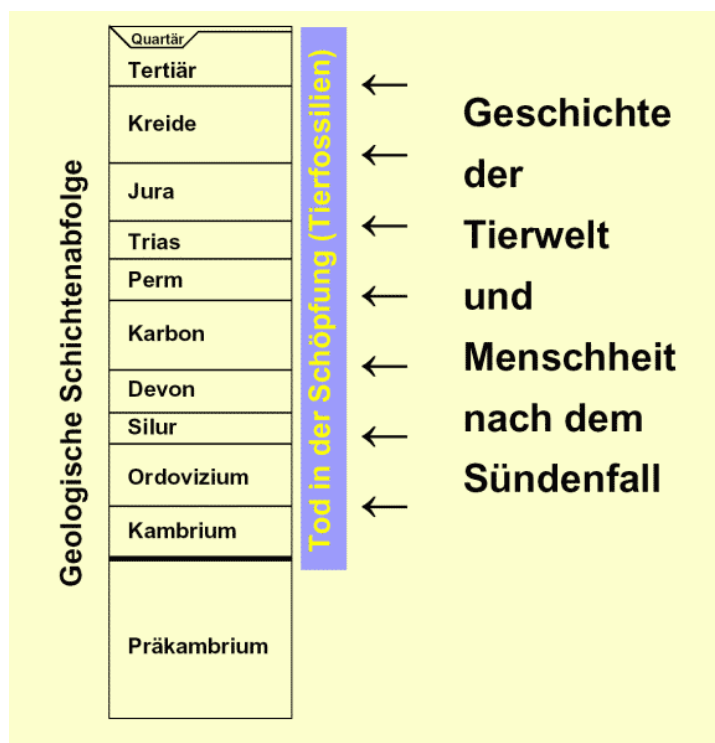 Geologische Schichtenabfolge
Quartär
Tertiär
Kreide
Jura
Trias
Perm
Karbon
Devon
Silur
Ordovizium
Kambrium
Präkambrium
Tod in der Schöpfung (Tierfossilien)
Geschichte
der
Tierwelt
und
Menschheit
nach dem
Sündenfall